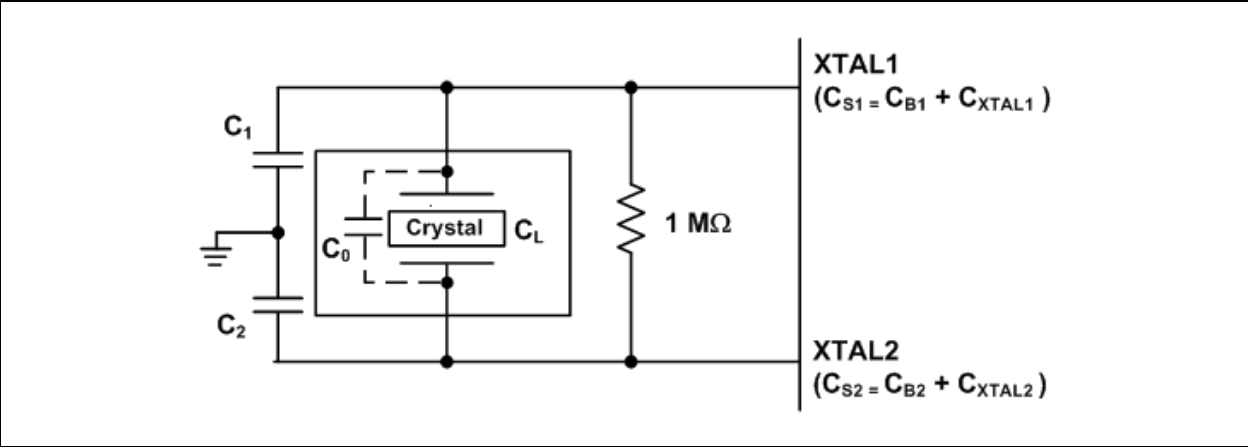 XTAL1
(CS1 = CB1 + CXTAL1 )
C1
Crystal
CL
C0
1 MΩ
C2
XTAL2
(CS2 = CB2 + CXTAL2 )